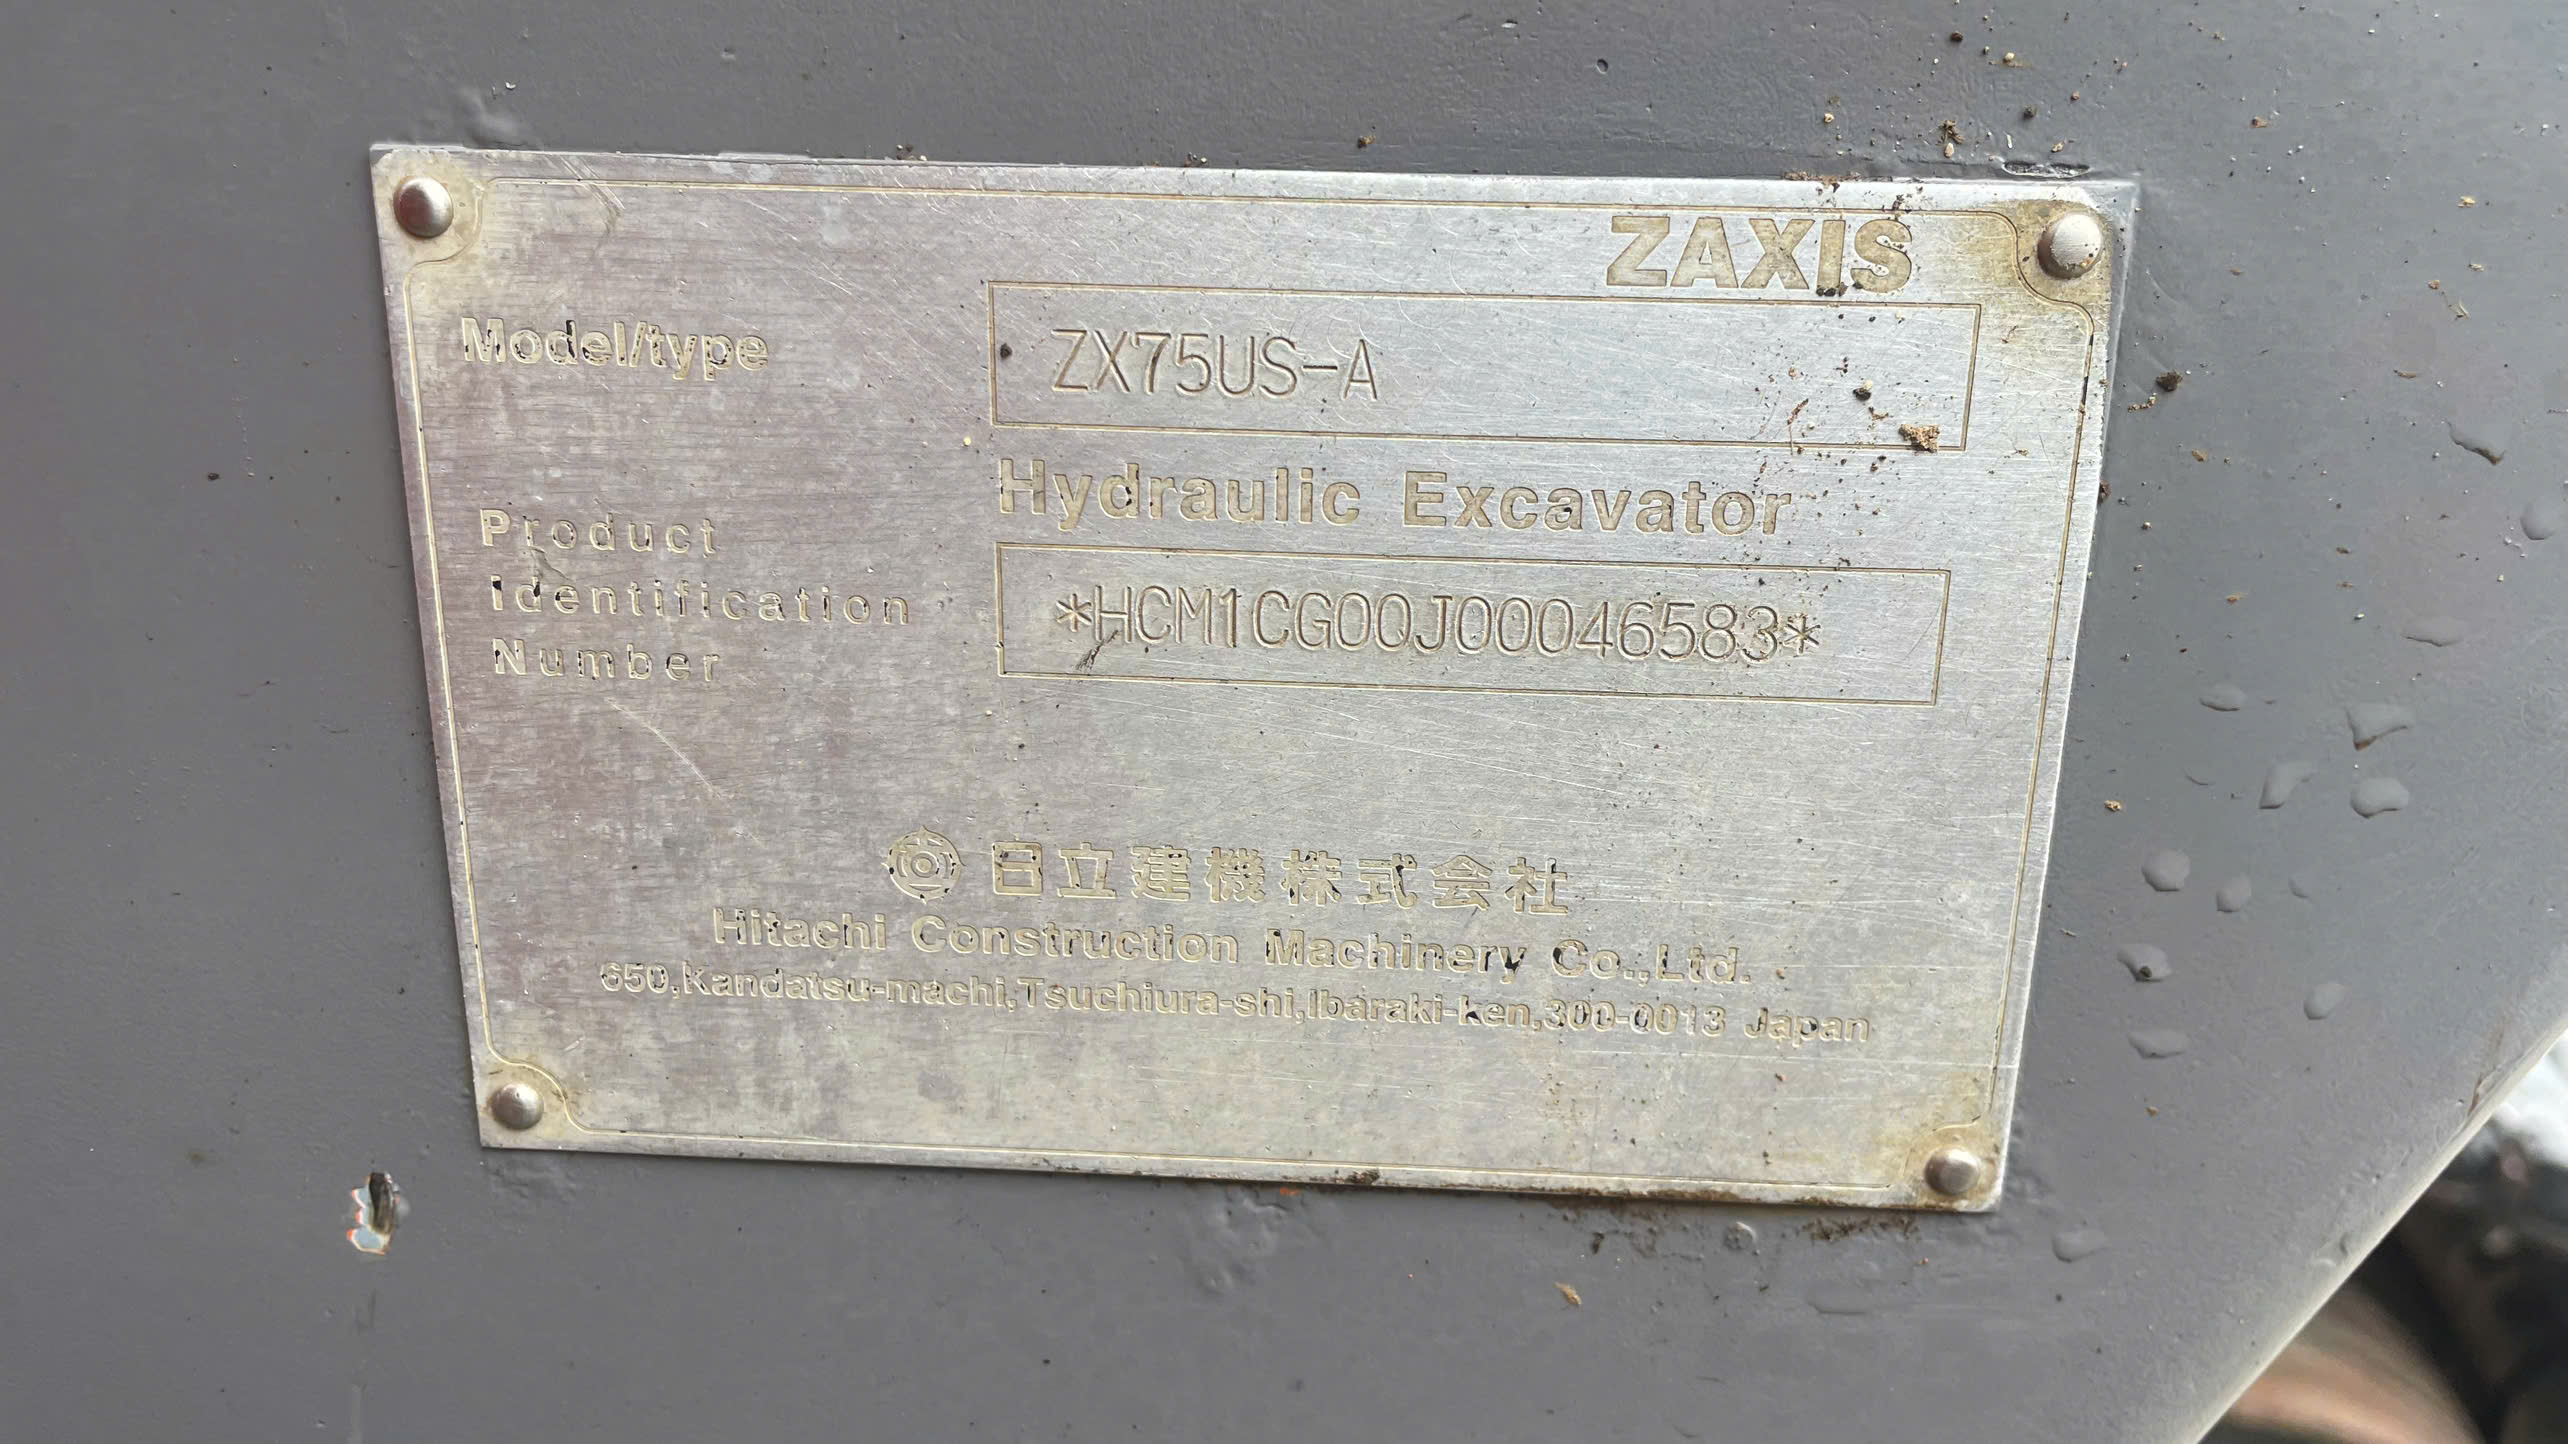 ZAXIS
Model/type ZX75US-A
Hydraulic Excavator
Product
Identification
Number
*HCM1CG00J00046583*
日立建機株式会社
Hitachi Construction Machinery Co.,Ltd.
650,Kandatsu-machi,Tsuchiura-shi,Ibaraki-ken,300-0013 Japan